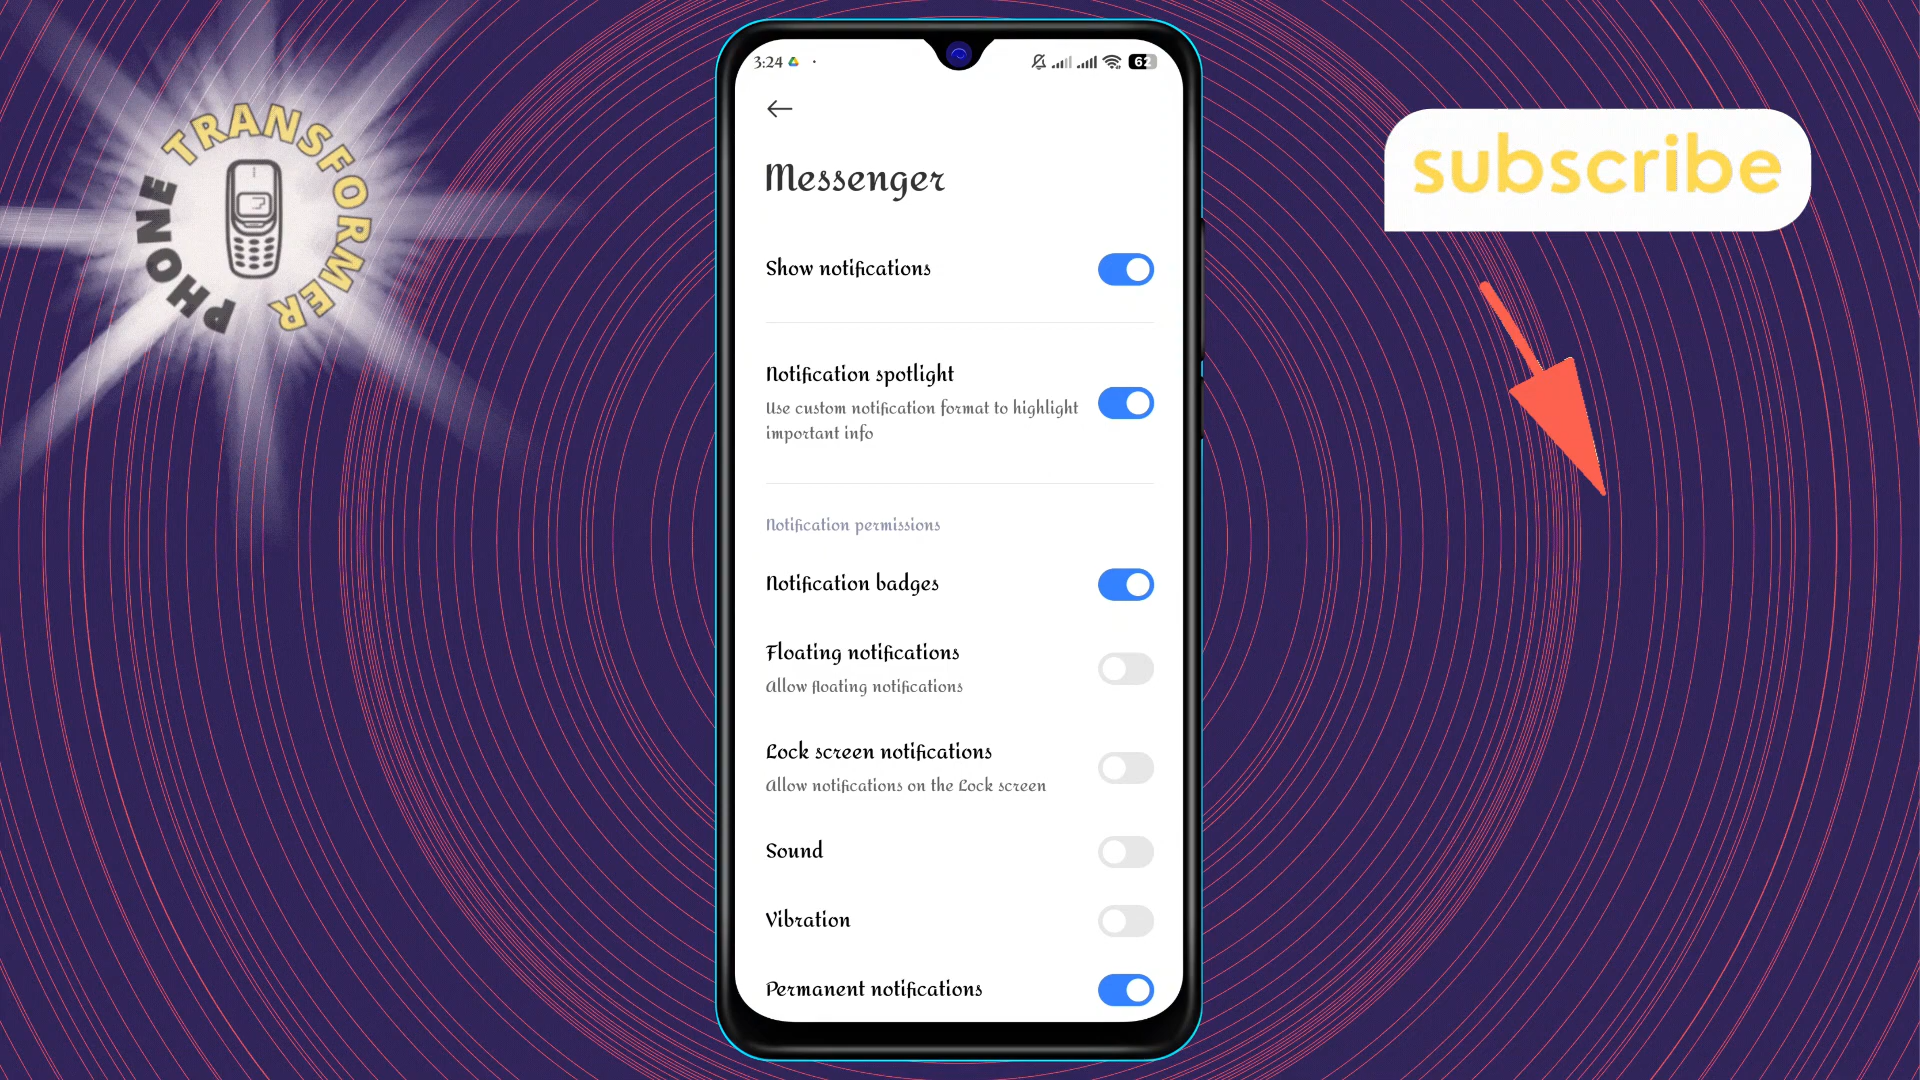 PHONE TRANSFORMER
3:24
62
Messenger
subscribe
Show notifications
Notification spotlight
Use custom notification format to highlight
important info
Notification permissions
Notification badges
Floating notifications
Allow floating notifications
Lock screen notifications
Allow notifications on the Lock screen
Sound
Vibration
Permanent notifications